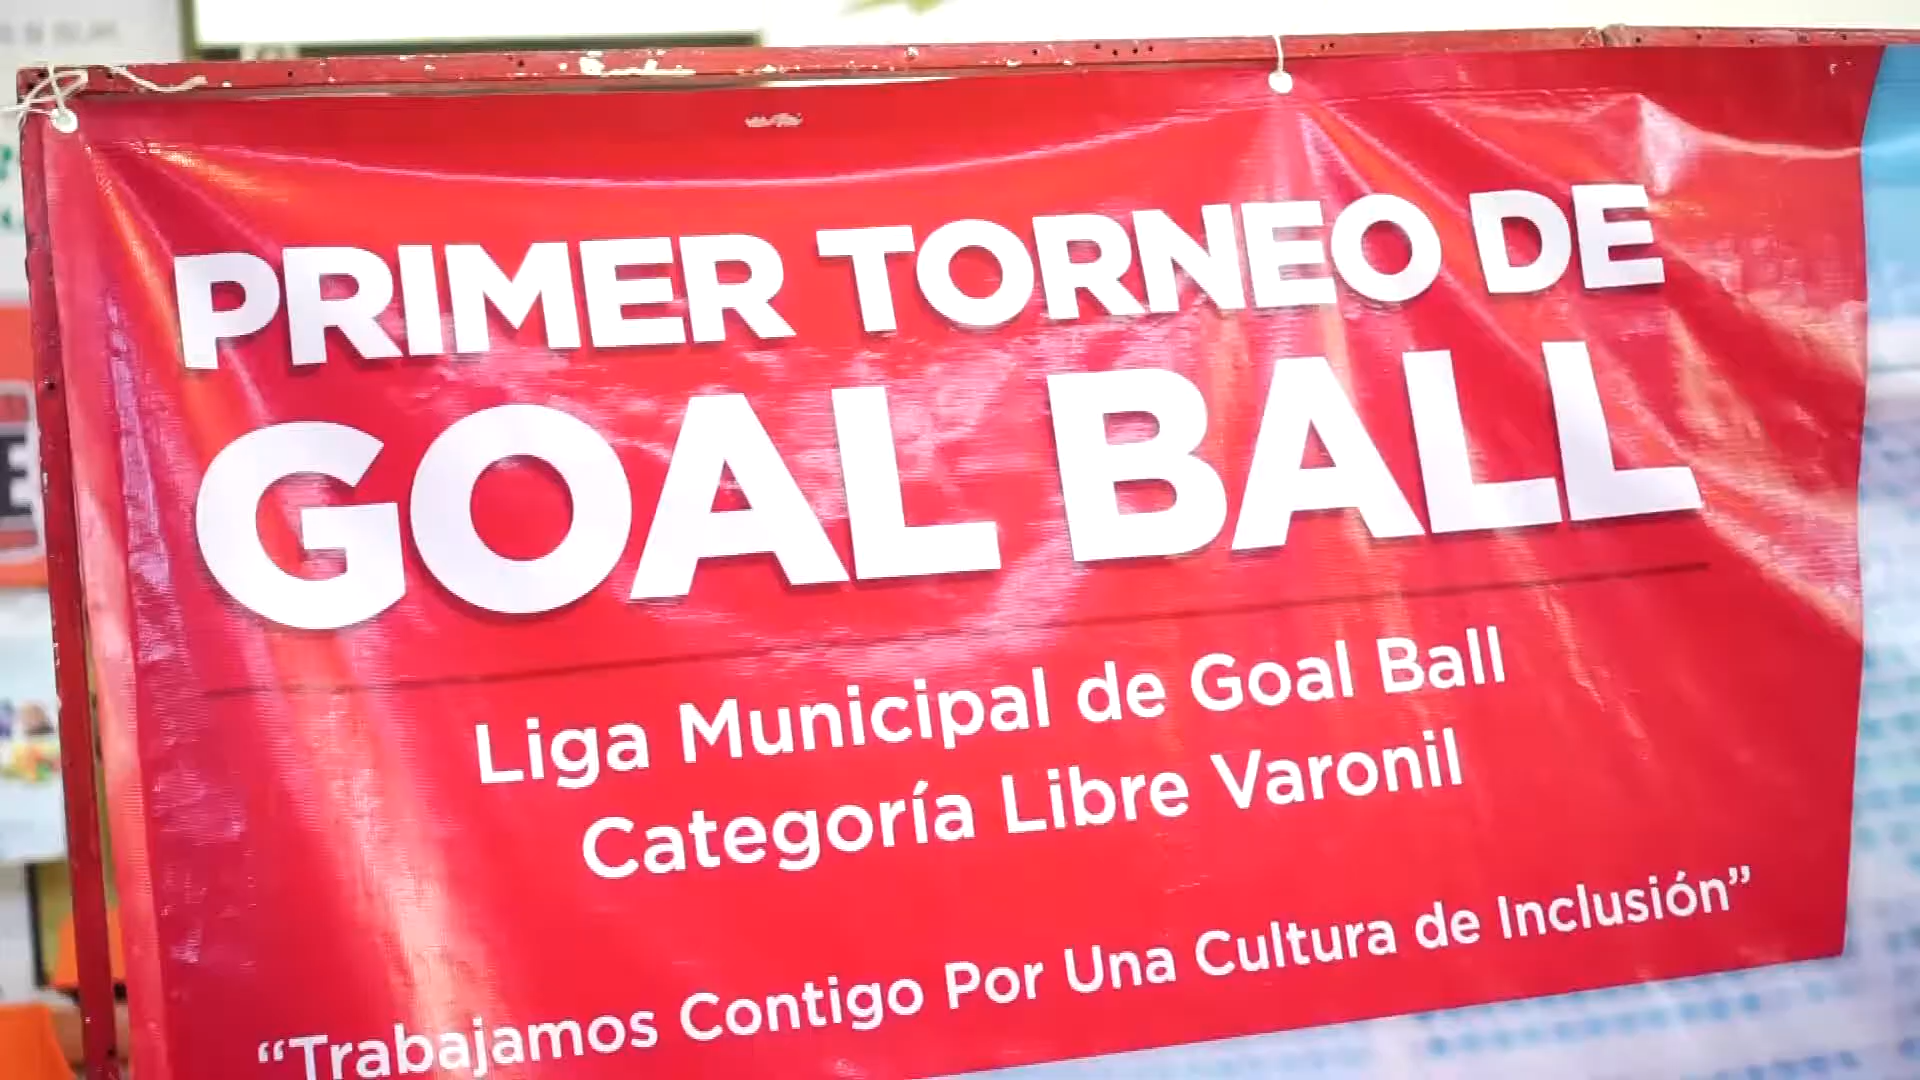 PRIMER TORNEO DE
GOAL BALL
Liga Municipal de Goal Ball
Categoría Libre Varonil
“Trabajamos Contigo Por Una Cultura de Inclusión”